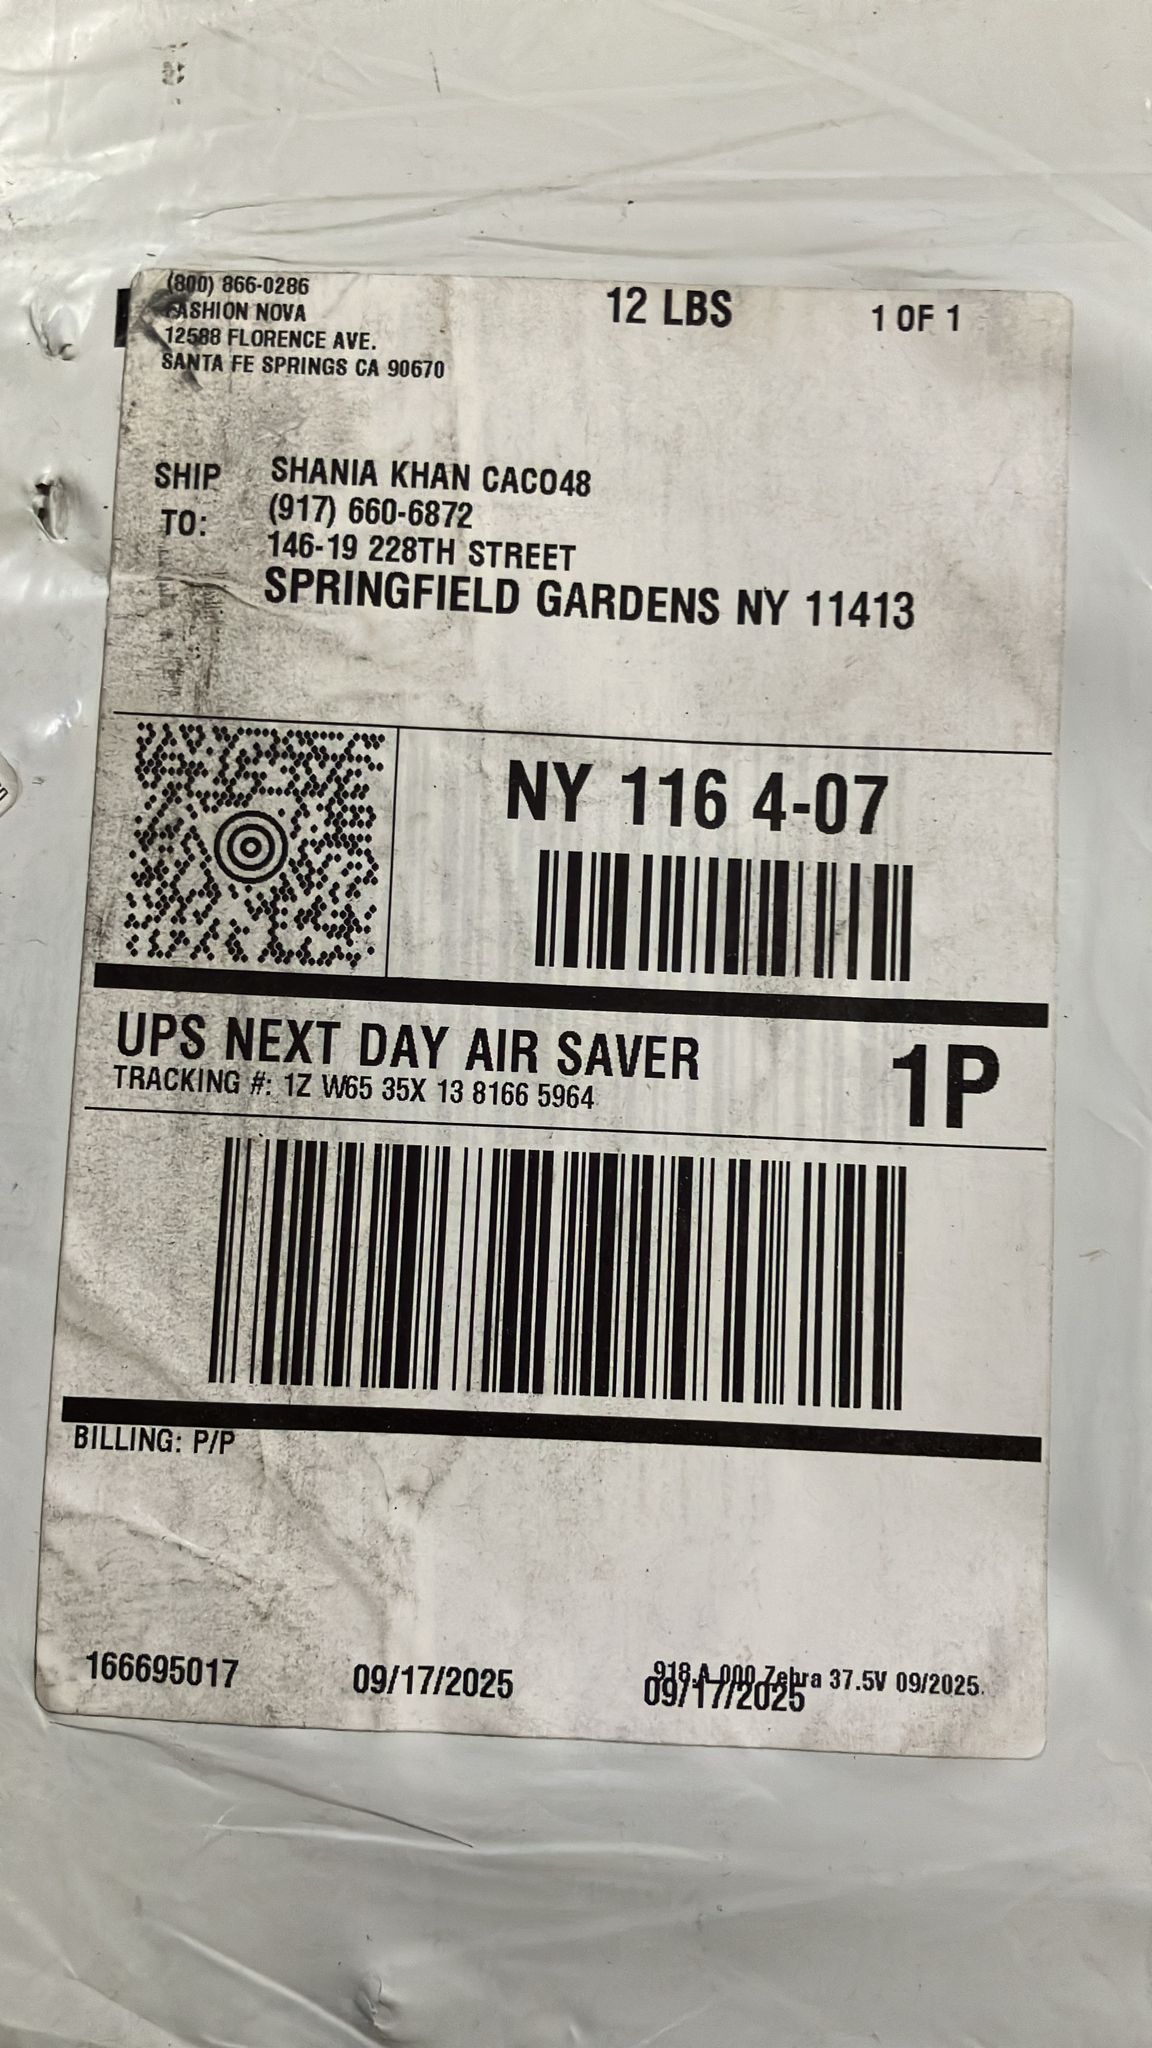 (800) 866-0286
FASHION NOVA
12588 FLORENCE AVE.
SANTA FE SPRINGS CA 90670
12 LBS
1 OF 1
SHIP TO:
SHANIA KHAN CACO48
(917) 660-6872
146-19 228TH STREET
SPRINGFIELD GARDENS NY 11413
NY 116 4-07
UPS NEXT DAY AIR SAVER
TRACKING #: 1Z W65 35X 13 8166 5964
1P
BILLING: P/P
166695017
09/17/2025
918.A 000 Zebra 37.5V 09/2025
09/17/2025